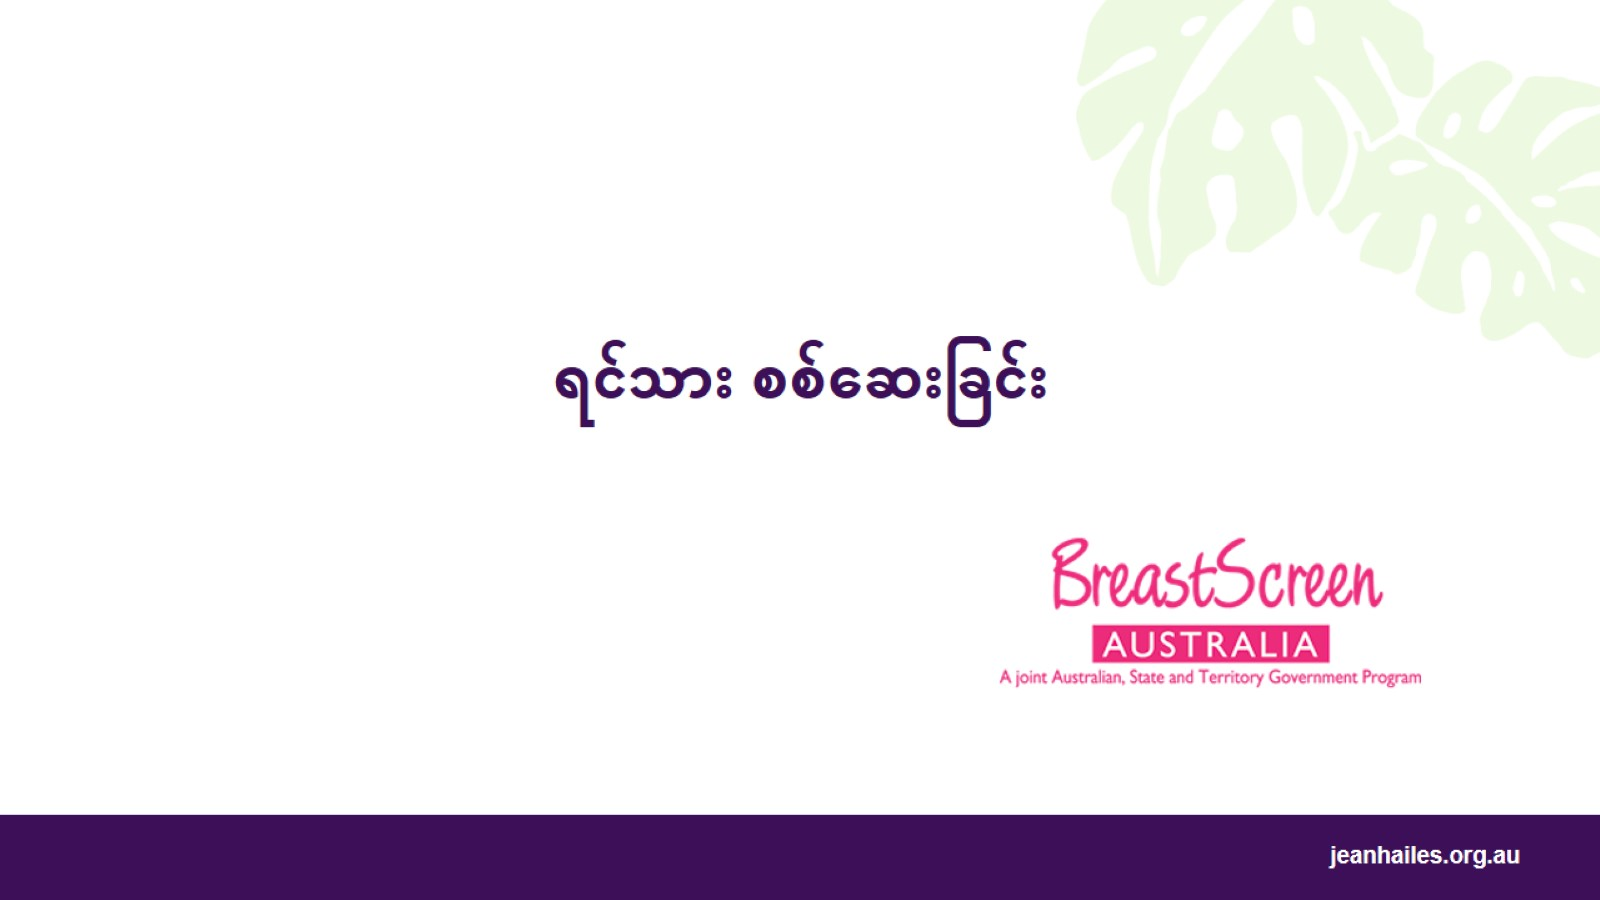 ရင်သား စစ်ဆေးခြင်း
BreastScreen
AUSTRALIA
A joint Australian, State and Territory Government Program
jeanhailes.org.au